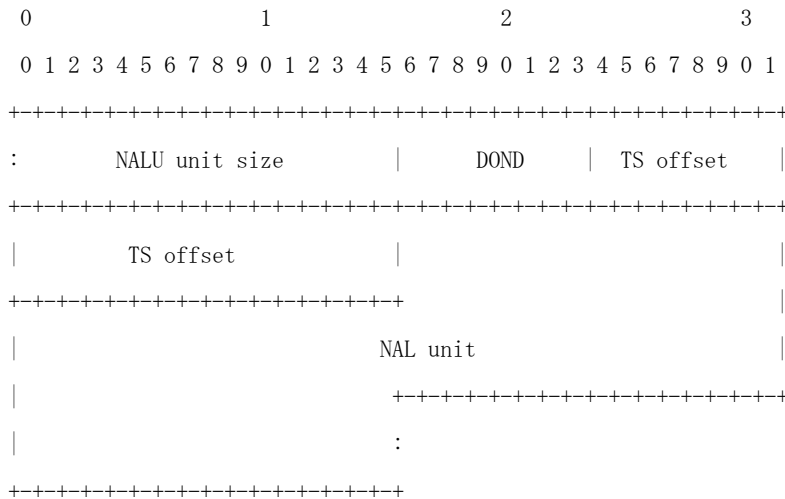 0 1 2 3
0 1 2 3 4 5 6 7 8 9 0 1 2 3 4 5 6 7 8 9 0 1 2 3 4 5 6 7 8 9 0 1
+-+-+-+-+-+-+-+-+-+-+-+-+-+-+-+-+-+-+-+-+-+-+-+-+-+-+-+-+-+-+-+-+
: NALU unit size | DOND | TS offset |
+-+-+-+-+-+-+-+-+-+-+-+-+-+-+-+-+-+-+-+-+-+-+-+-+-+-+-+-+-+-+-+-+
| TS offset | |
+-+-+-+-+-+-+-+-+-+-+-+-+-+-+-+-+ |
| NAL unit |
| +-+-+-+-+-+-+-+-+-+-+-+-+-+-+-+-+
| :
+-+-+-+-+-+-+-+-+-+-+-+-+-+-+-+-+